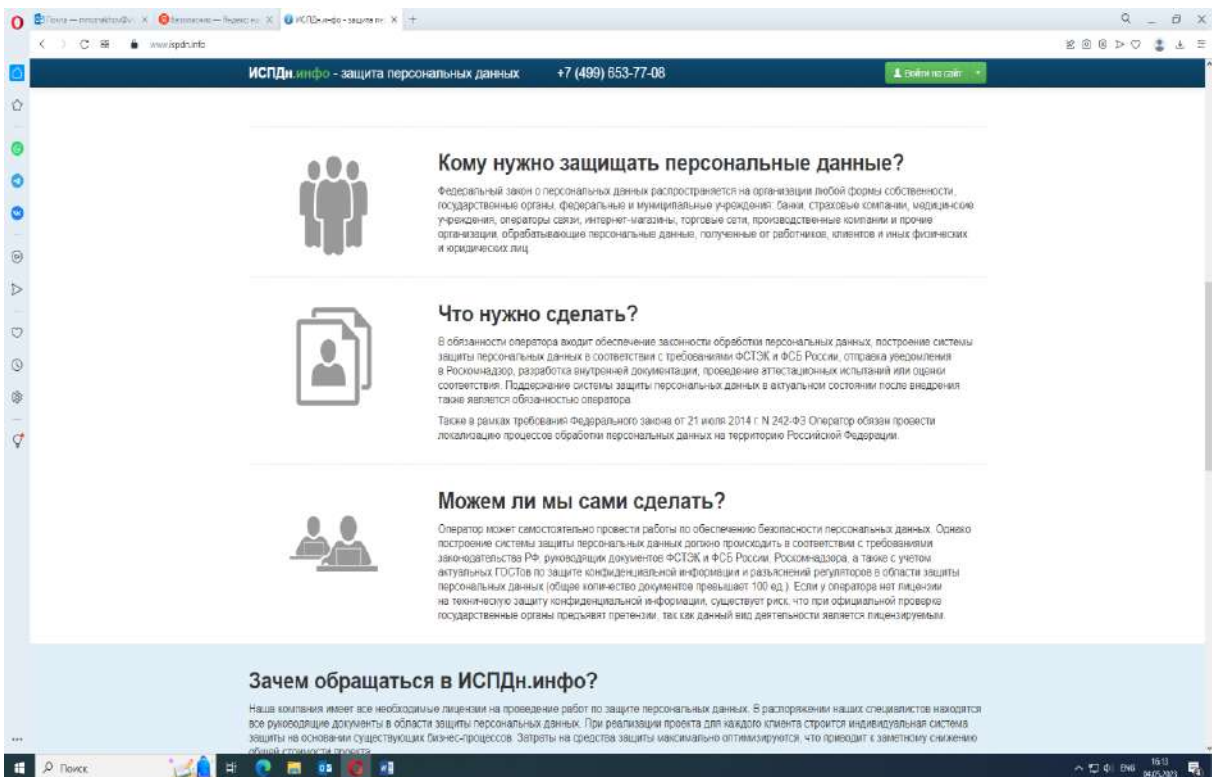 www.ispdn.info
ИСПДн.инфо - защита персональных данных +7 (499) 653-77-08 Войти на сайт
Кому нужно защищать персональные данные?
Федеральный закон о персональных данных распространяется на организации любой формы собственности,
государственные органы, федеральные и муниципальные учреждения, банки, страховые компании, медицинские
учреждения, операторы связи, интернет-магазины, торговые сети, производственные компании и прочие
организации, обрабатывающие персональные данные, полученные от работников, клиентов и иных физических
и юридических лиц.
Что нужно сделать?
В обязанности оператора входит обеспечение законности обработки персональных данных, построение системы
защиты персональных данных в соответствии с требованиями ФСТЭК и ФСБ России, отправка уведомления
в Роскомнадзор, разработка внутренней документации, проведение аттестационных испытаний или оценки
соответствия. Поддержание системы защиты персональных данных в актуальном состоянии после внедрения
также является обязанностью оператора.
Также в рамках требования Федерального закона от 21 июля 2014 г. N 242-ФЗ Оператор обязан провести
локализацию процессов обработки персональных данных на территорию Российской Федерации.
Можем ли мы сами сделать?
Оператор может самостоятельно провести работы по обеспечению безопасности персональных данных. Однако
построение системы защиты персональных данных должно происходить в соответствии с требованиями
законодательства РФ, руководящих документов ФСТЭК и ФСБ России, Роскомнадзора, а также с учетом
актуальных ГОСТов по защите конфиденциальной информации и разъяснений регуляторов в области защиты
персональных данных (общее количество документов превышает 100 ед.). Если у оператора нет лицензии
на техническую защиту конфиденциальной информации, существует риск, что при официальной проверке
государственные органы предъявят претензии, так как данный вид деятельности является лицензируемым.
Зачем обращаться в ИСПДн.инфо?
Наша компания имеет все необходимые лицензии на проведение работ по защите персональных данных. В распоряжении наших специалистов находятся
все руководящие документы в области защиты персональных данных. При реализации проекта для каждого клиента строится индивидуальная система
защиты на основании существующих бизнес-процессов. Затраты на средства защиты максимально оптимизируются, что приводит к заметному снижению
общей стоимости проекта
Поиск
ENG
16:13
04.05.2023